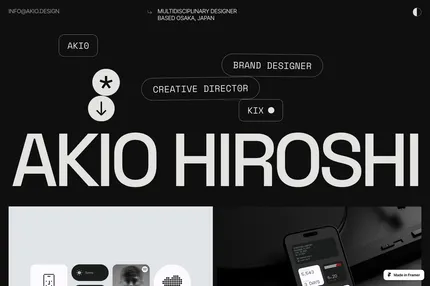 INFO@AKIO.DESIGN
MULTIDISCIPLINARY DESIGNER
BASED OSAKA, JAPAN
AKIO
BRAND DESIGNER
CREATIVE DIRECTOR
KIX
AKIO HIROSHI
Made in Framer